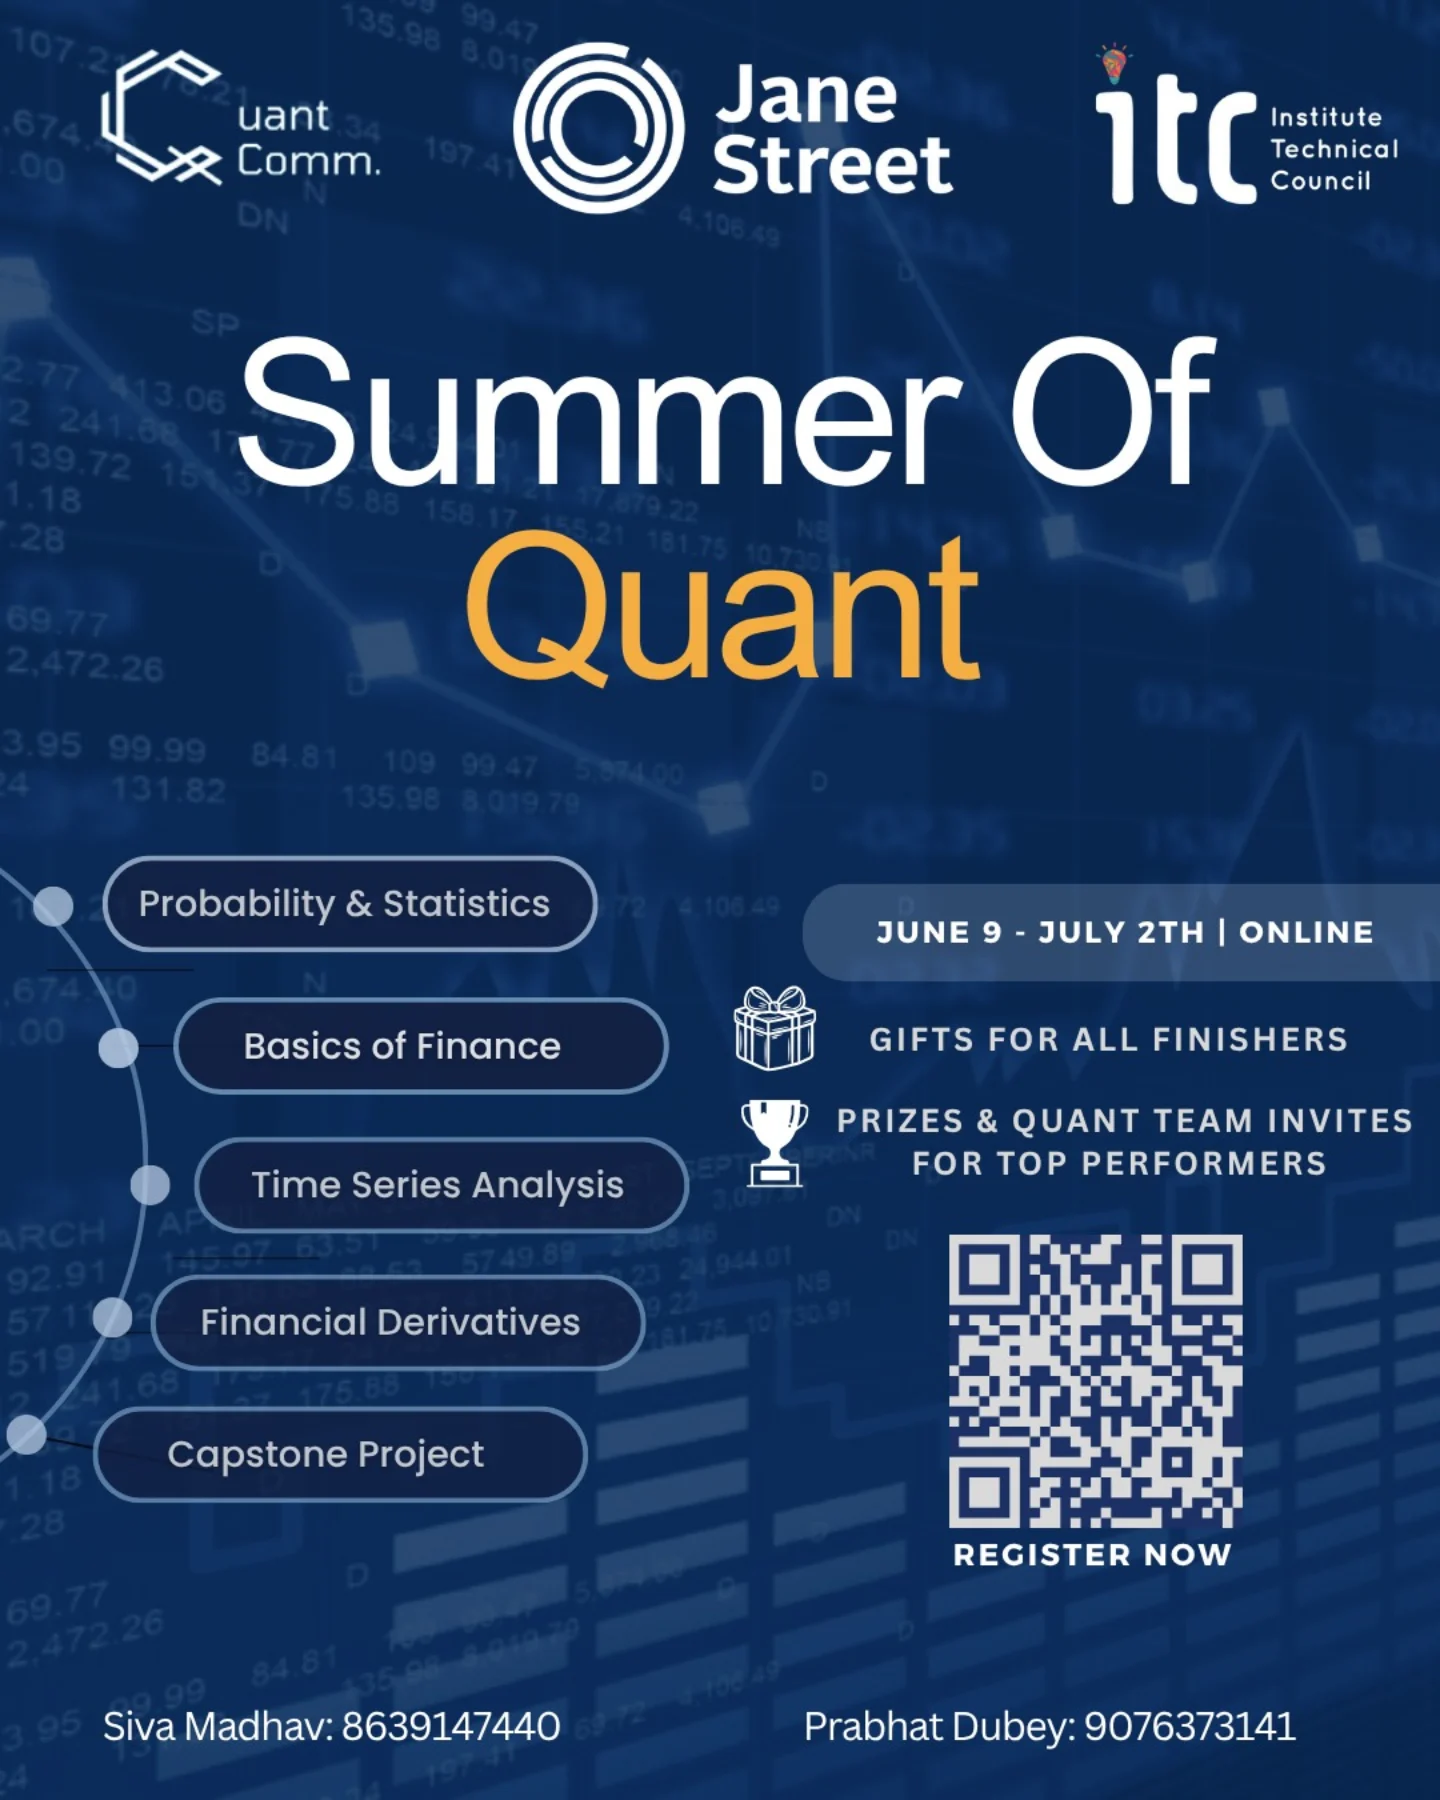 uant
Comm.
Jane
Street
itc
Institute
Technical
Council
Summer Of
Quant
Probability & Statistics
Basics of Finance
Time Series Analysis
Financial Derivatives
Capstone Project
JUNE 9 - JULY 2TH | ONLINE
GIFTS FOR ALL FINISHERS
PRIZES & QUANT TEAM INVITES
FOR TOP PERFORMERS
REGISTER NOW
Siva Madhav: 8639147440
Prabhat Dubey: 9076373141